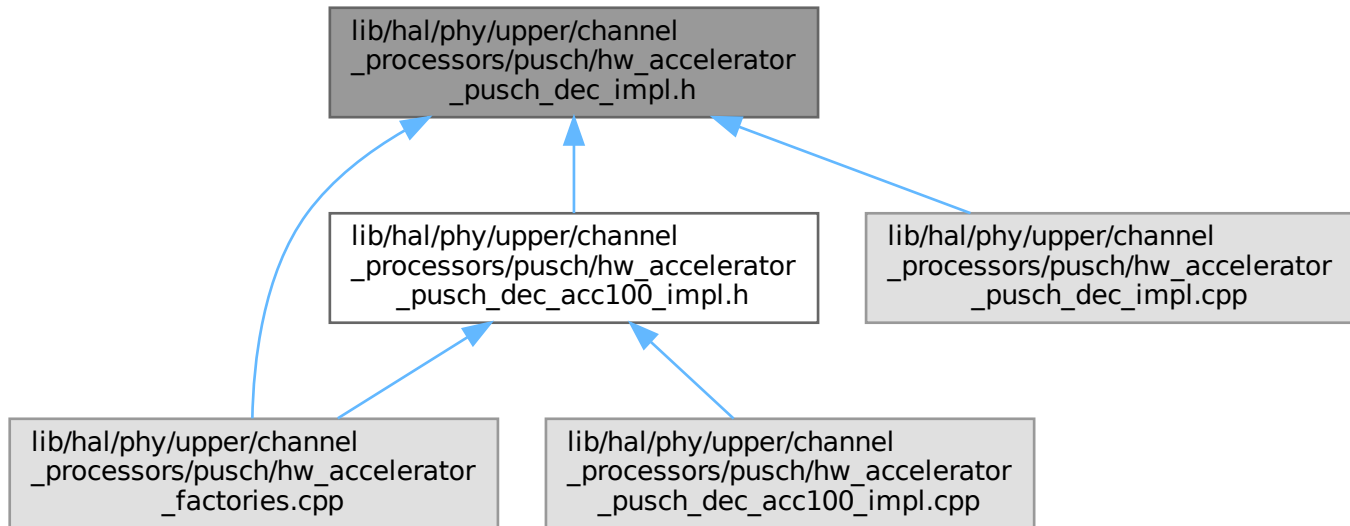 lib/hal/phy/upper/channel
_processors/pusch/hw_accelerator
_pusch_dec_impl.h
lib/hal/phy/upper/channel
_processors/pusch/hw_accelerator
_pusch_dec_acc100_impl.h
lib/hal/phy/upper/channel
_processors/pusch/hw_accelerator
_pusch_dec_impl.cpp
lib/hal/phy/upper/channel
_processors/pusch/hw_accelerator
_factories.cpp
lib/hal/phy/upper/channel
_processors/pusch/hw_accelerator
_pusch_dec_acc100_impl.cpp